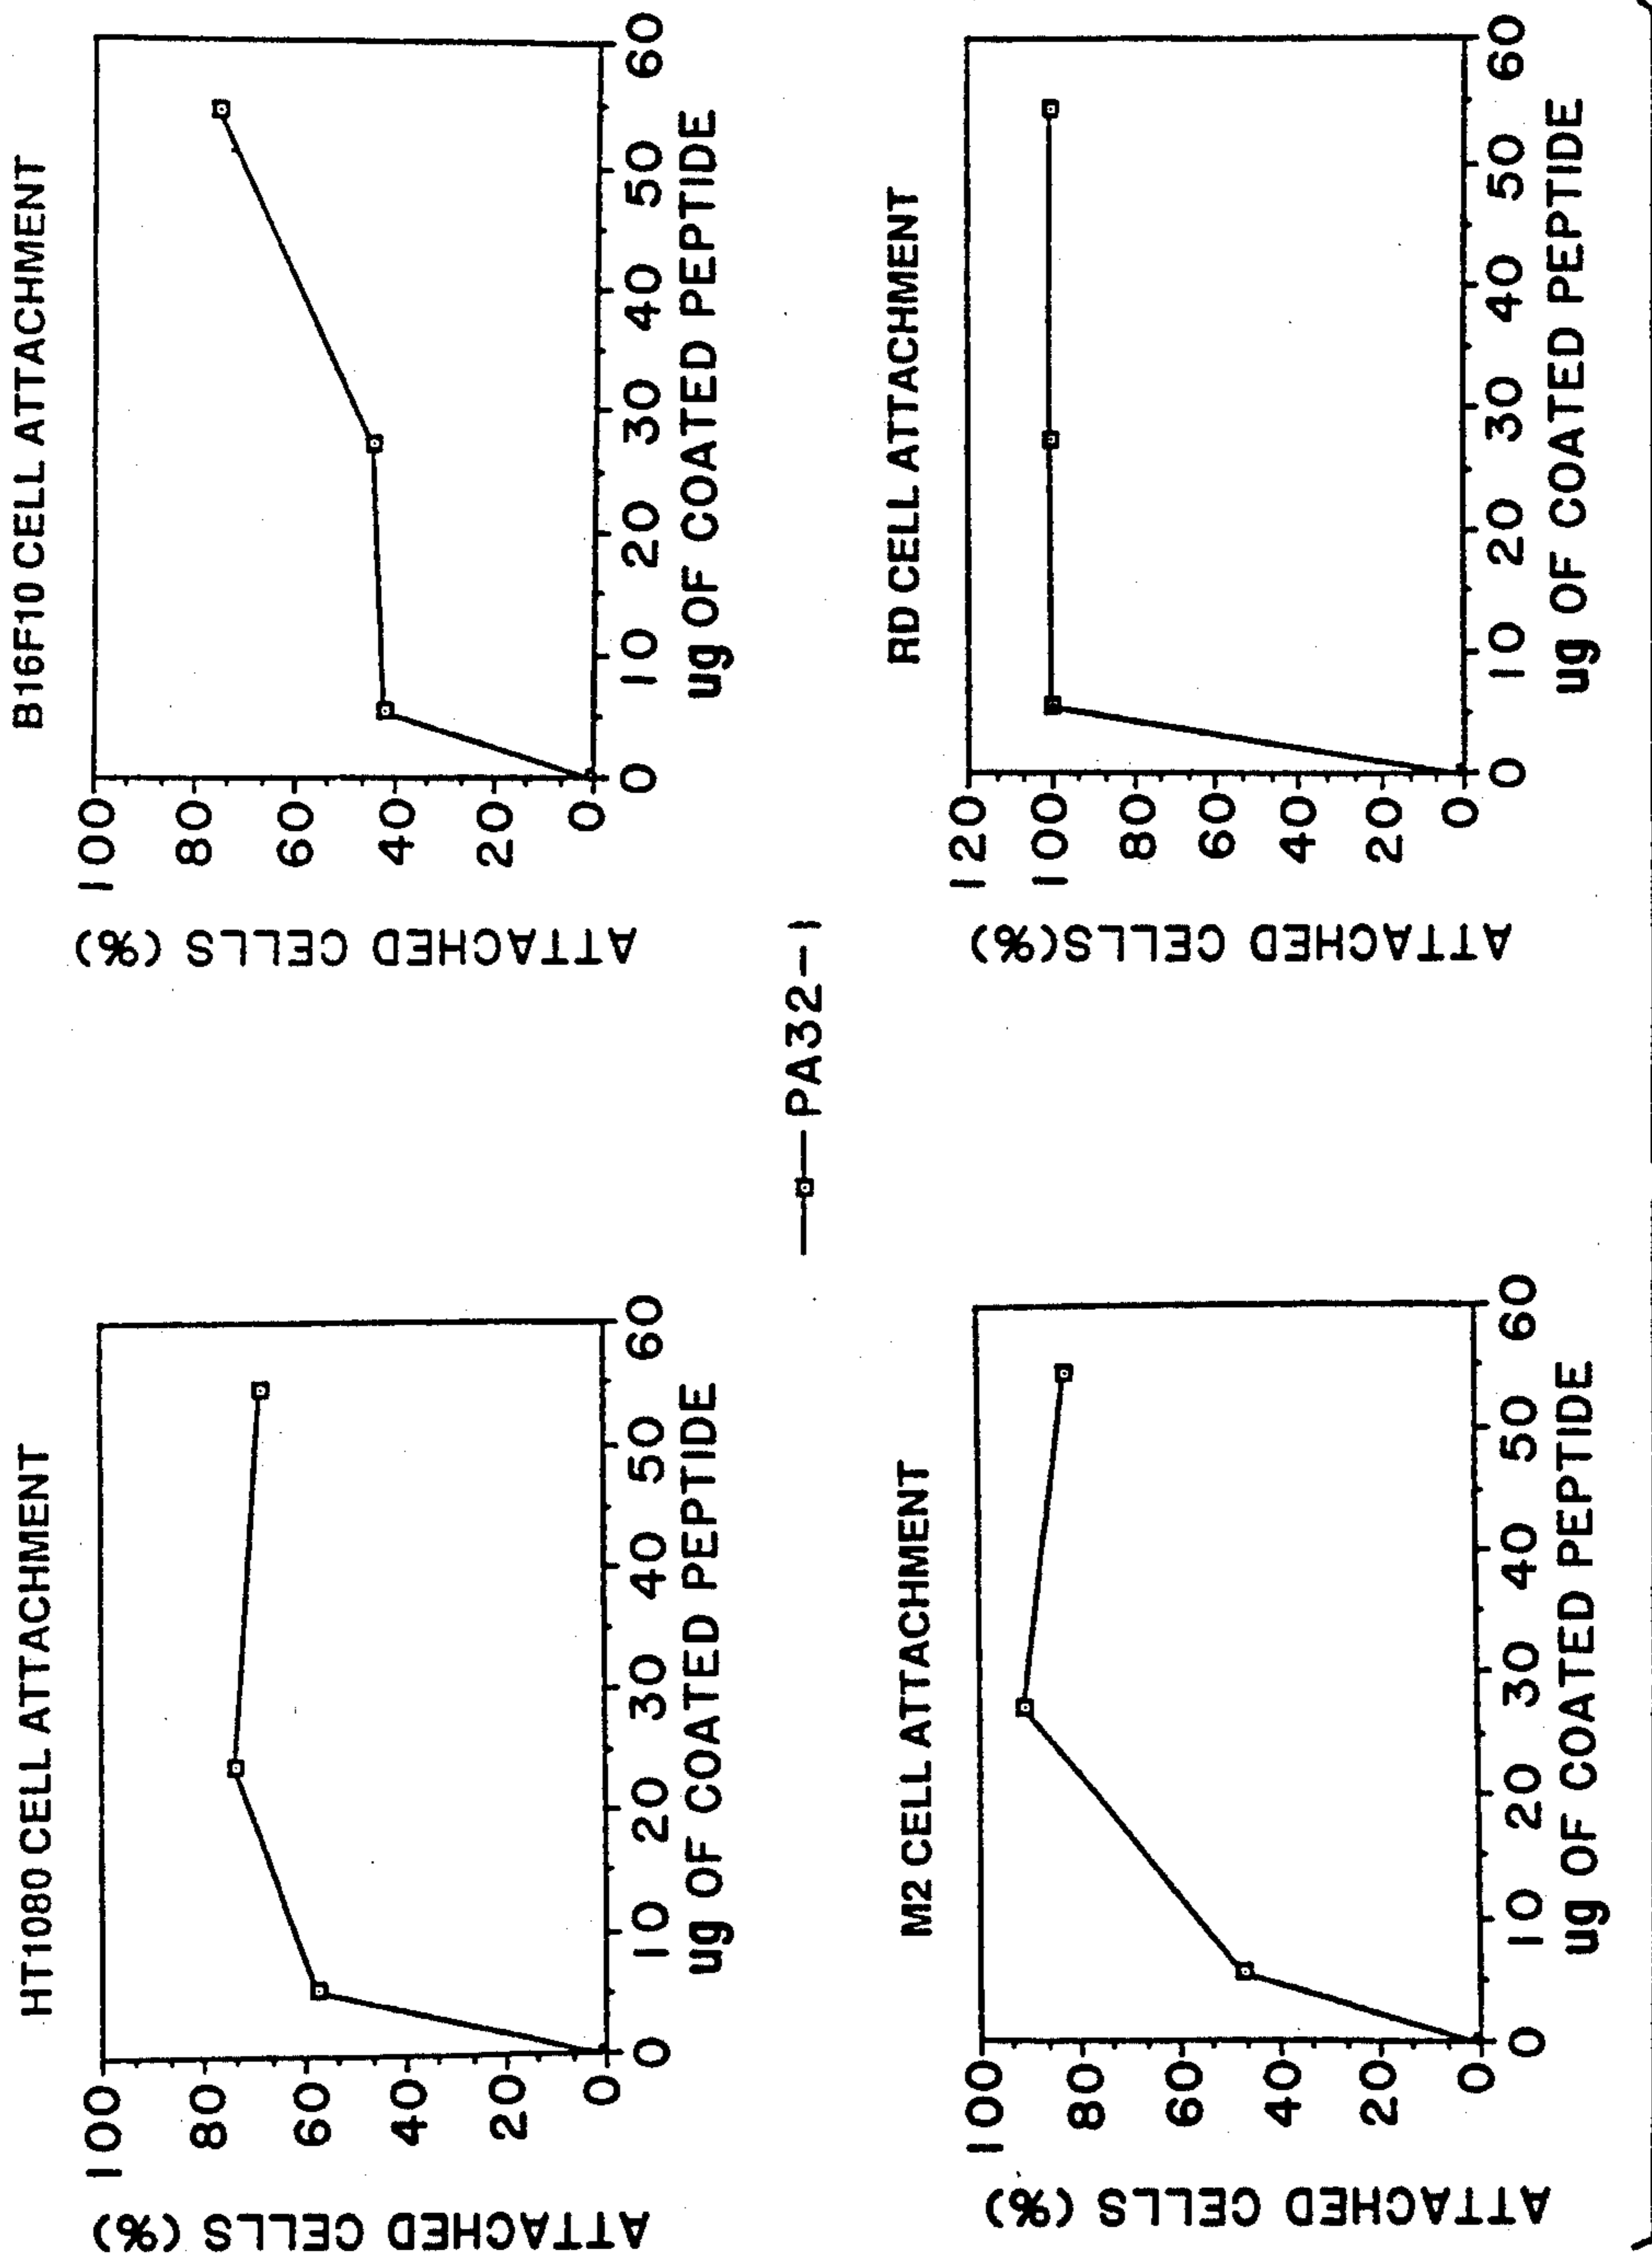 HT1080 CELL ATTACHMENT
ATTACHED CELLS (%)
100
80
60
40
20
0
0 10 20 30 40 50 60
ug OF COATED PEPTIDE
B16F10 CELL ATTACHMENT
ATTACHED CELLS (%)
100
80
60
40
20
0
0 10 20 30 40 50 60
ug OF COATED PEPTIDE
PA32-1
M2 CELL ATTACHMENT
ATTACHED CELLS (%)
100
80
60
40
20
0
0 10 20 30 40 50 60
ug OF COATED PEPTIDE
RD CELL ATTACHMENT
ATTACHED CELLS(%)
120
100
80
60
40
20
0
0 10 20 30 40 50 60
ug OF COATED PEPTIDE